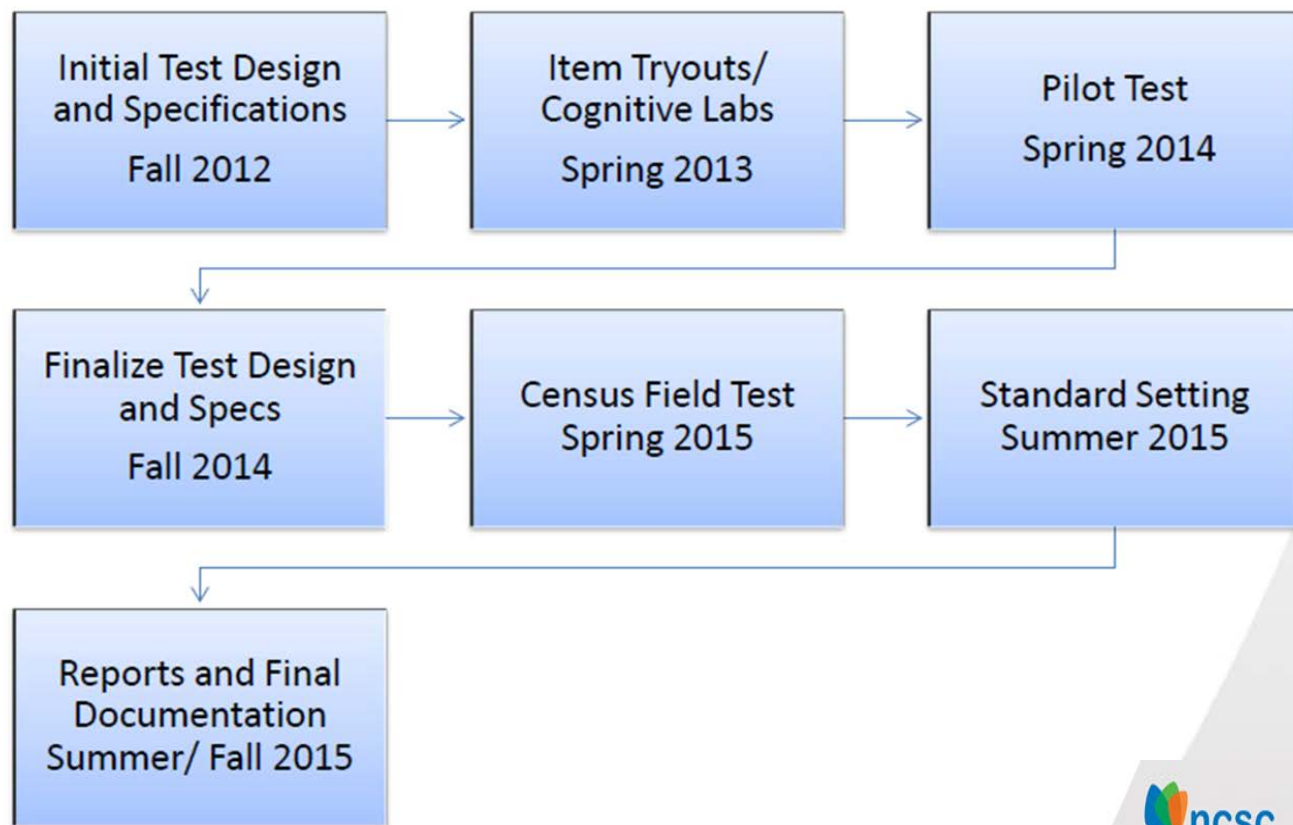 Initial Test Design
and Specifications
Fall 2012
Item Tryouts/
Cognitive Labs
Spring 2013
Pilot Test
Spring 2014
Finalize Test Design
and Specs
Fall 2014
Census Field Test
Spring 2015
Standard Setting
Summer 2015
Reports and Final
Documentation
Summer/ Fall 2015
ncsc